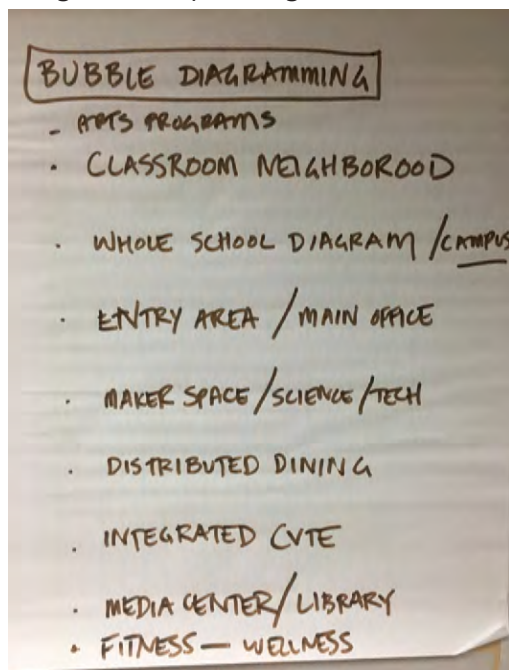 BUBBLE DIAGRAMMING
- ARTS PROGRAMS
· CLASSROOM NEIGHBOROOD
· WHOLE SCHOOL DIAGRAM / CAMPUS
· ENTRY AREA / MAIN OFFICE
· MAKER SPACE / SCIENCE / TECH
· DISTRIBUTED DINING
· INTEGRATED CVTE
· MEDIA CENTER / LIBRARY
· FITNESS — WELLNESS